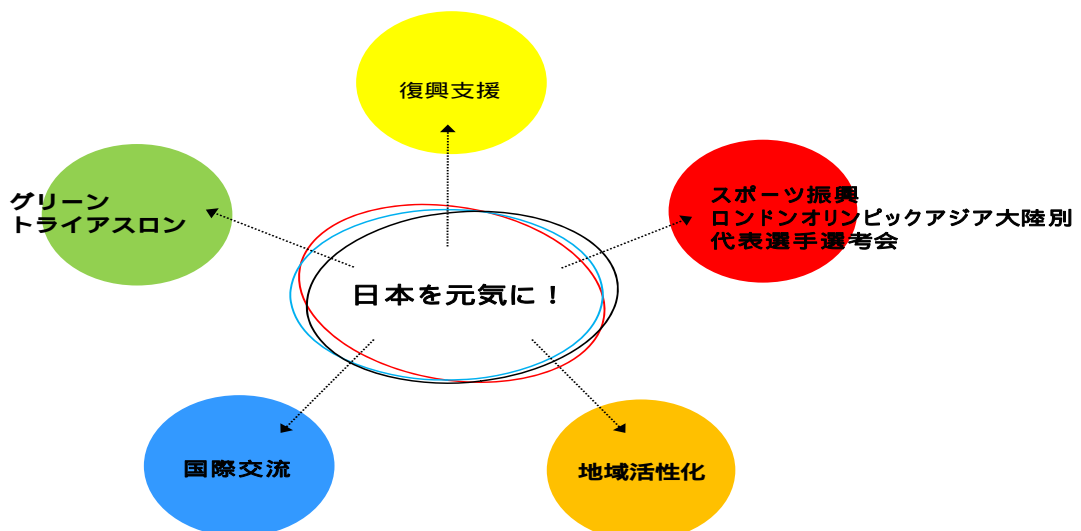 復興支援
グリーン
トライアスロン
スポーツ振興
ロンドンオリンピックアジア大陸別
代表選手選考会
日本を元気に！
国際交流
地域活性化